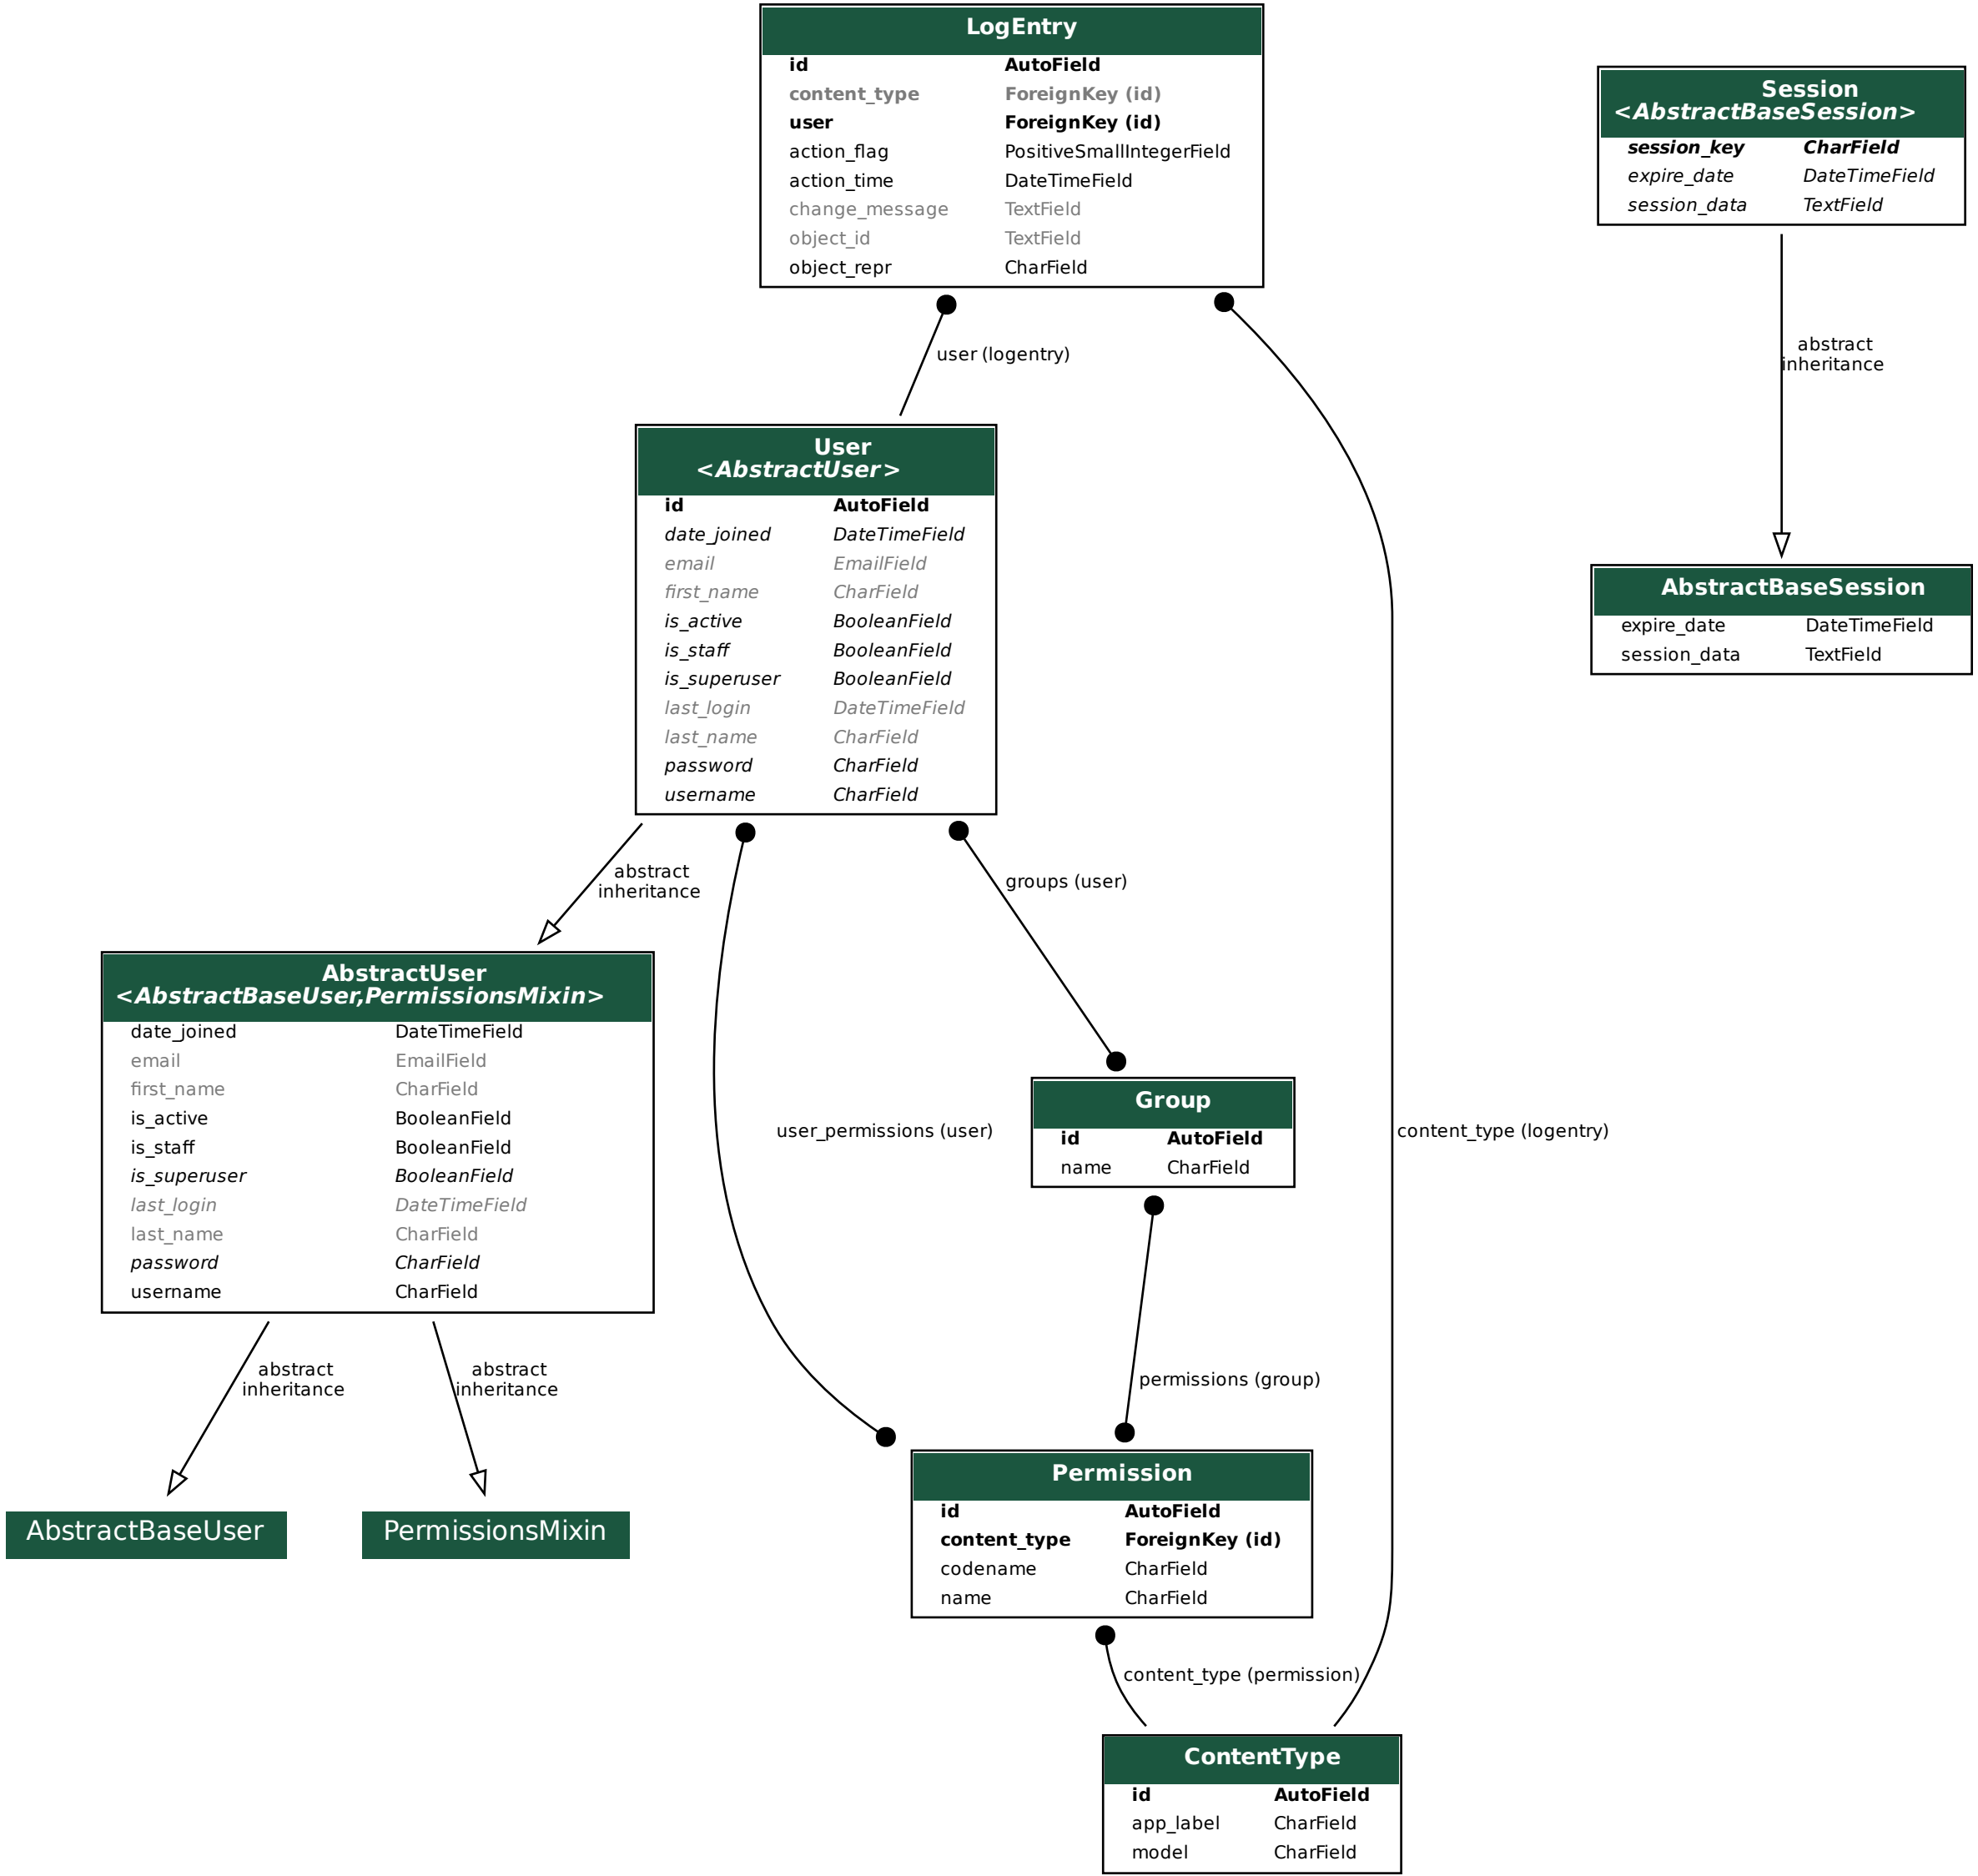 LogEntry
id AutoField
content_type ForeignKey (id)
user ForeignKey (id)
action_flag PositiveSmallIntegerField
action_time DateTimeField
change_message TextField
object_id TextField
object_repr CharField
Session
<AbstractBaseSession>
session_key CharField
expire_date DateTimeField
session_data TextField
user (logentry)
abstract
inheritance
User
<AbstractUser>
id AutoField
date_joined DateTimeField
email EmailField
first_name CharField
is_active BooleanField
is_staff BooleanField
is_superuser BooleanField
last_login DateTimeField
last_name CharField
password CharField
username CharField
AbstractBaseSession
expire_date DateTimeField
session_data TextField
abstract
inheritance
groups (user)
AbstractUser
<AbstractBaseUser,PermissionsMixin>
date_joined DateTimeField
email EmailField
first_name CharField
is_active BooleanField
is_staff BooleanField
is_superuser BooleanField
last_login DateTimeField
last_name CharField
password CharField
username CharField
user_permissions (user)
Group
id AutoField
name CharField
content_type (logentry)
abstract
inheritance
abstract
inheritance
permissions (group)
AbstractBaseUser
PermissionsMixin
Permission
id AutoField
content_type ForeignKey (id)
codename CharField
name CharField
content_type (permission)
ContentType
id AutoField
app_label CharField
model CharField